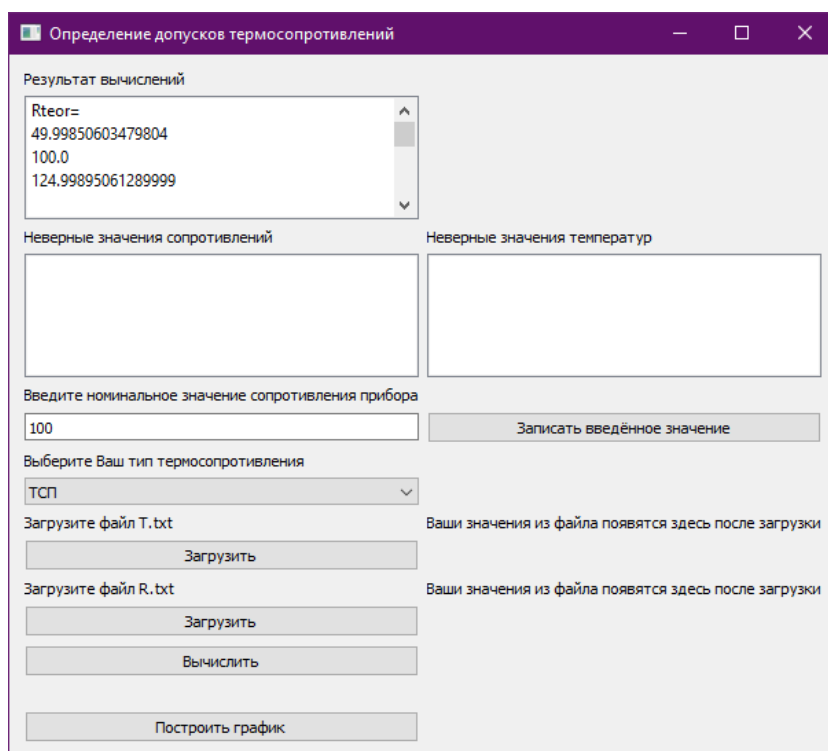 Определение допусков термосопротивлений
Результат вычислений
Rteor=
49.99850603479804
100.0
124.99895061289999
Неверные значения сопротивлений
Неверные значения температур
Введите номинальное значение сопротивления прибора
100
Записать введённое значение
Выберите Ваш тип термосопротивления
ТСП
Загрузите файл T.txt
Ваши значения из файла появятся здесь после загрузки
Загрузить
Загрузите файл R.txt
Ваши значения из файла появятся здесь после загрузки
Загрузить
Вычислить
Построить график